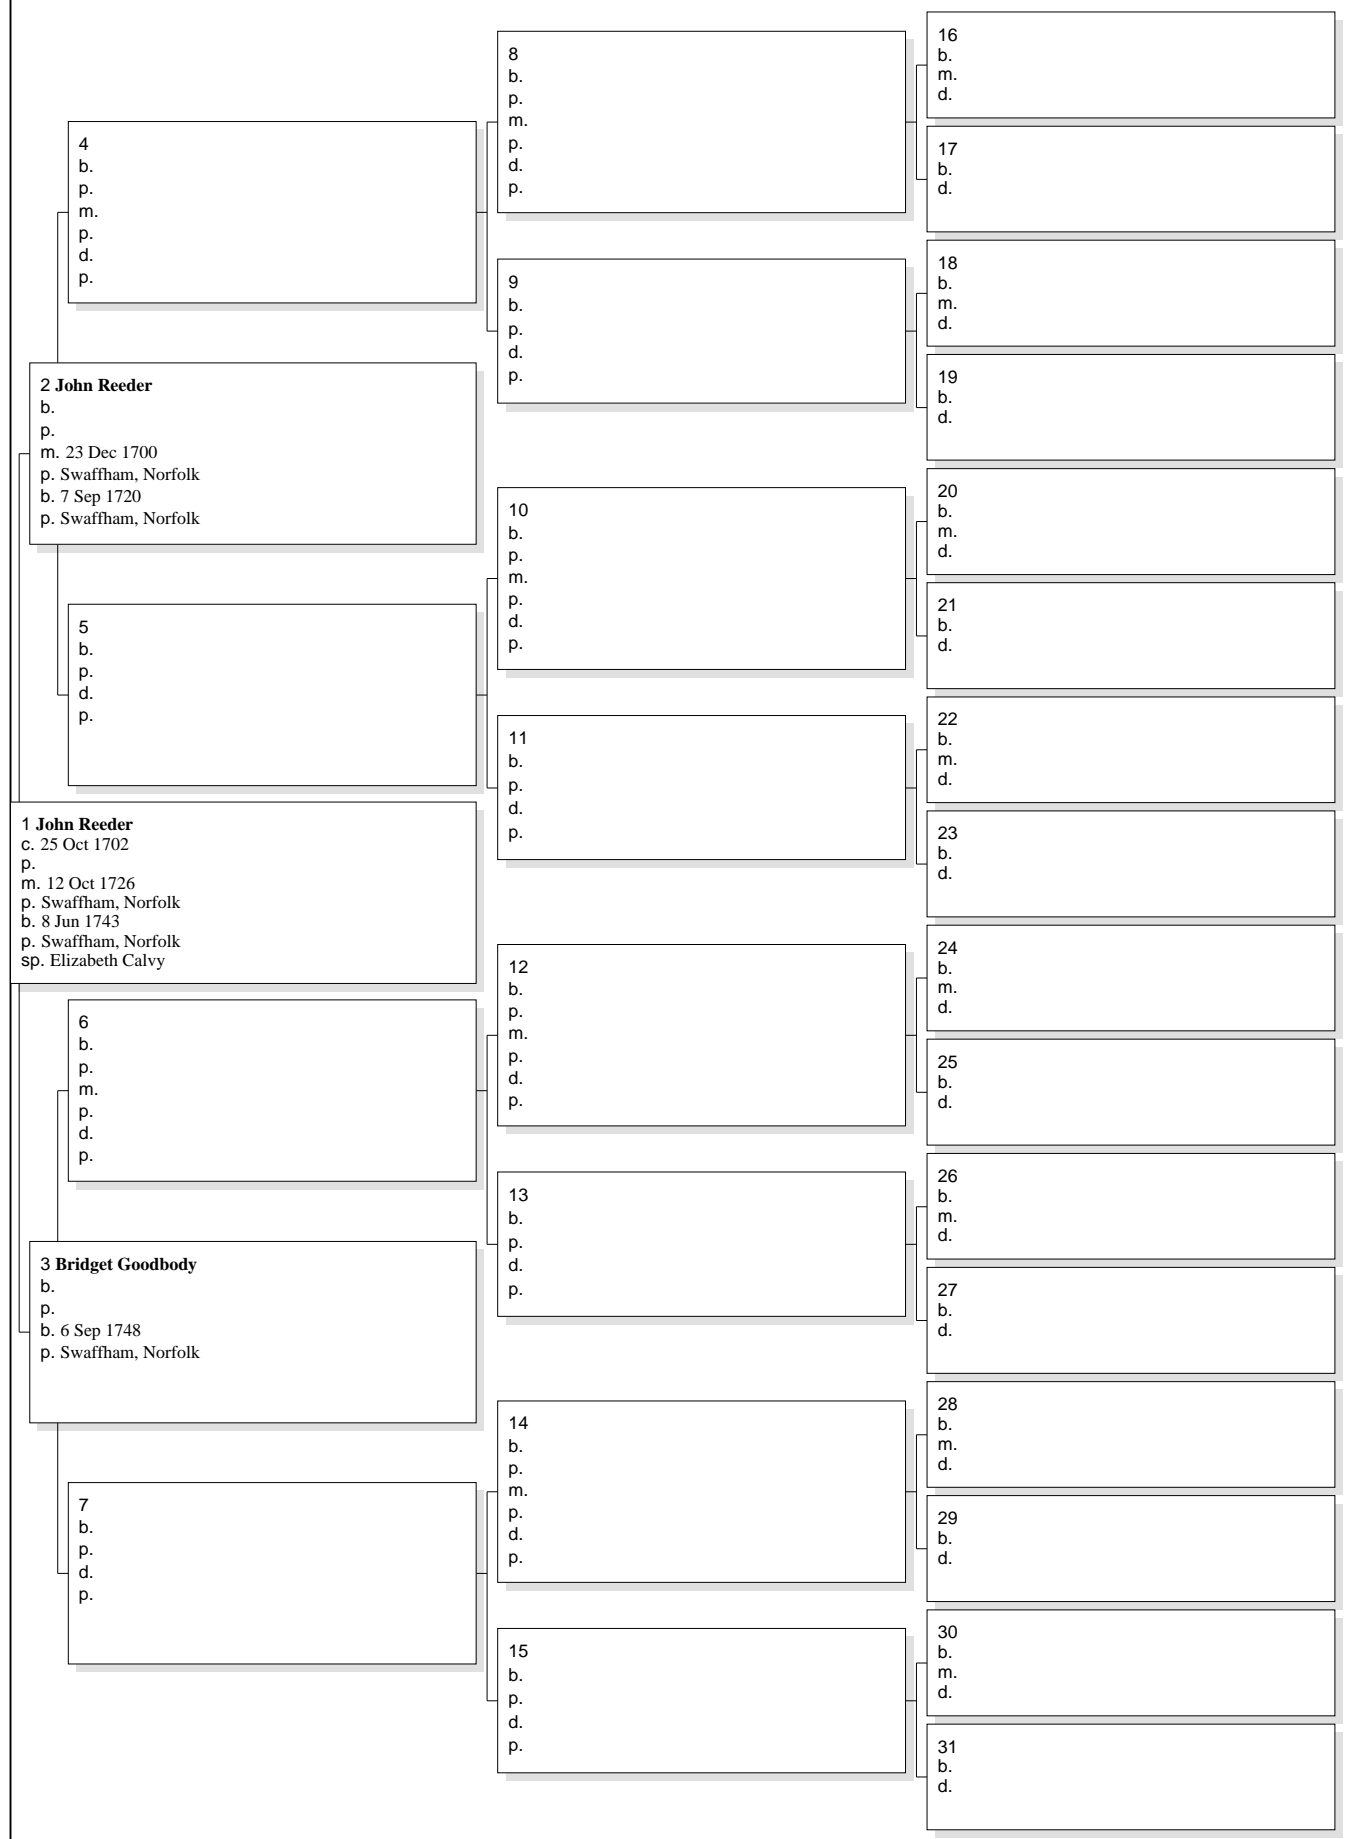 4
b.
p.
m.
p.
d.
p.
2 John Reeder
b.
p.
m. 23 Dec 1700
p. Swaffham, Norfolk
b. 7 Sep 1720
p. Swaffham, Norfolk
5
b.
p.
d.
p.
1 John Reeder
c. 25 Oct 1702
p.
m. 12 Oct 1726
p. Swaffham, Norfolk
b. 8 Jun 1743
p. Swaffham, Norfolk
sp. Elizabeth Calvy
6
b.
p.
m.
p.
d.
p.
3 Bridget Goodbody
b.
p.
b. 6 Sep 1748
p. Swaffham, Norfolk
7
b.
p.
d.
p.
8
b.
p.
m.
p.
d.
p.
9
b.
p.
d.
p.
10
b.
p.
m.
p.
d.
p.
11
b.
p.
d.
p.
12
b.
p.
m.
p.
d.
p.
13
b.
p.
d.
p.
14
b.
p.
m.
p.
d.
p.
15
b.
p.
d.
p.
16
b.
m.
d.
17
b.
d.
18
b.
m.
d.
19
b.
d.
20
b.
m.
d.
21
b.
d.
22
b.
m.
d.
23
b.
d.
24
b.
m.
d.
25
b.
d.
26
b.
m.
d.
27
b.
d.
28
b.
m.
d.
29
b.
d.
30
b.
m.
d.
31
b.
d.